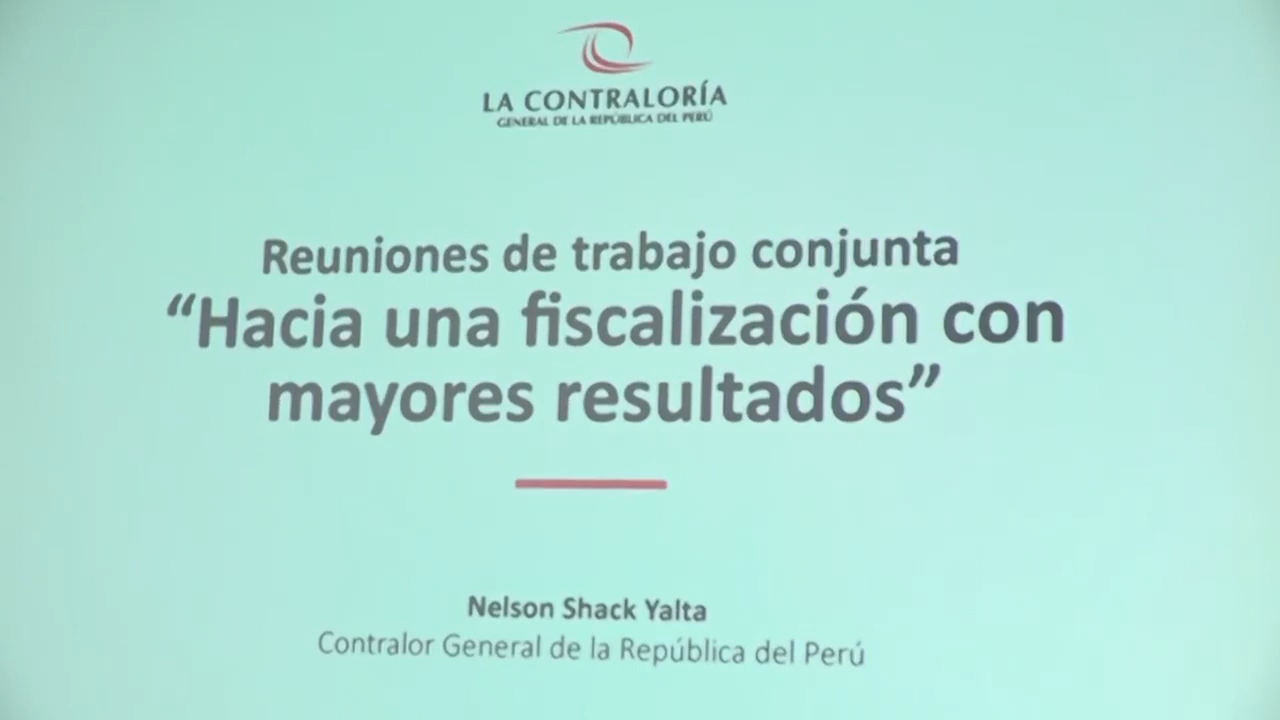 LA CONTRALORÍA
GENERAL DE LA REPÚBLICA DEL PERÚ
Reuniones de trabajo conjunta
“Hacia una fiscalización con
mayores resultados”
Nelson Shack Yalta
Contralor General de la República del Perú